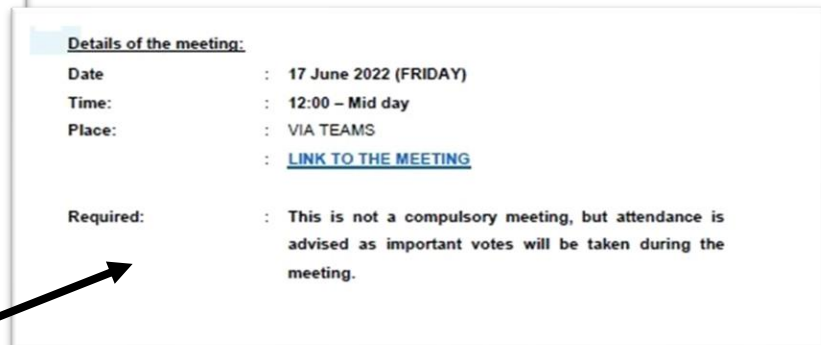 Details of the meeting:
Date : 17 June 2022 (FRIDAY)
Time: : 12:00 – Mid day
Place: : VIA TEAMS
: LINK TO THE MEETING
Required: : This is not a compulsory meeting, but attendance is
advised as important votes will be taken during the
meeting.